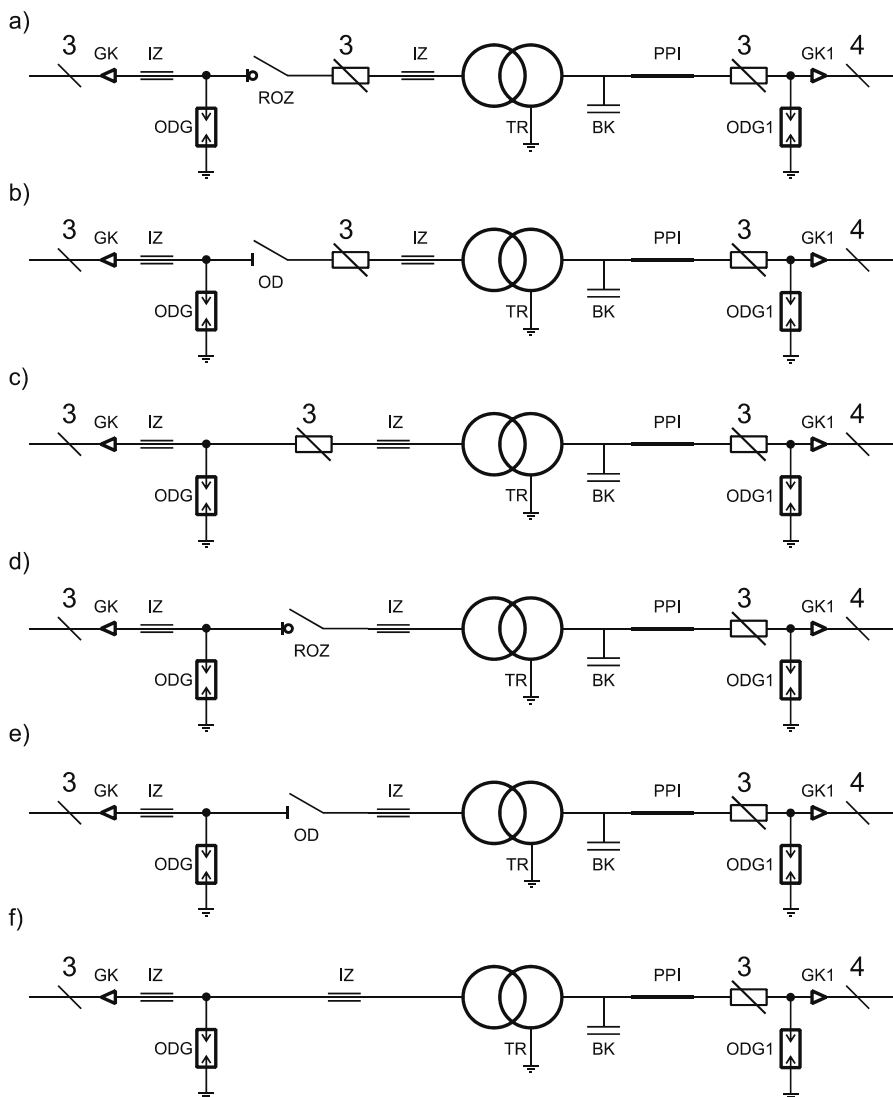 a)
3 GK IZ 3 IZ PPI 3 GK1 4
ROZ
ODG TR BK ODG1
b)
3 GK IZ 3 IZ PPI 3 GK1 4
OD
ODG TR BK ODG1
c)
3 GK IZ 3 IZ PPI 3 GK1 4
ODG TR BK ODG1
d)
3 GK IZ IZ PPI 3 GK1 4
ROZ
ODG TR BK ODG1
e)
3 GK IZ IZ PPI 3 GK1 4
OD
ODG TR BK ODG1
f)
3 GK IZ IZ PPI 3 GK1 4
ODG TR BK ODG1